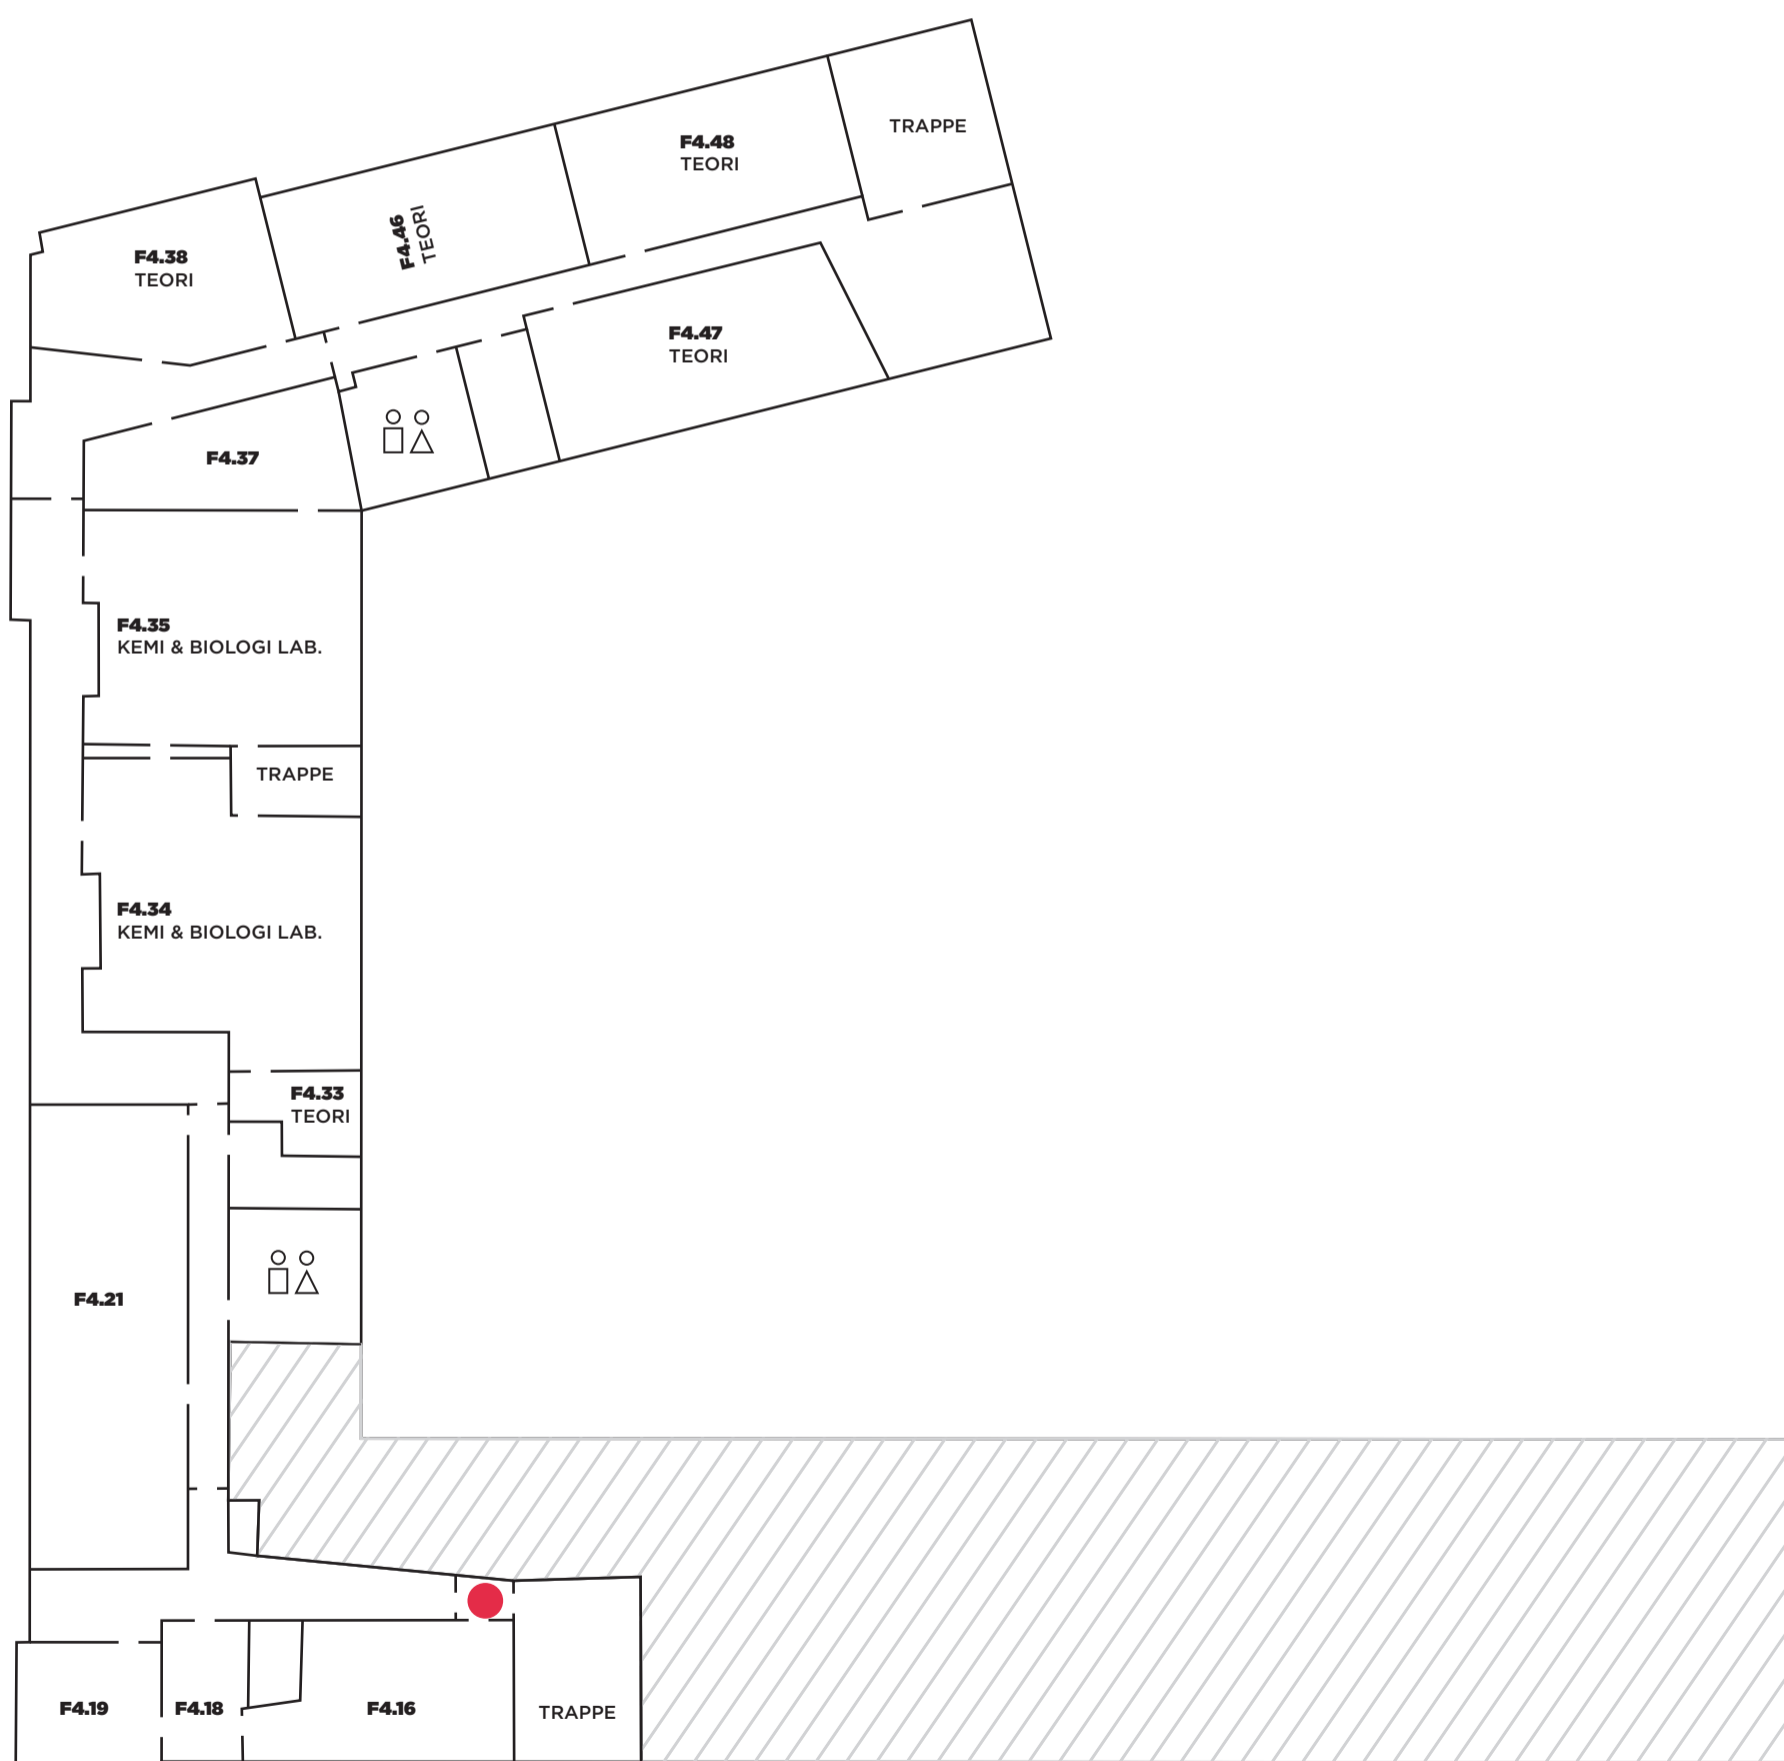 TRAPPE
F4.48
TEORI
F4.46
TEORI
F4.38
TEORI
F4.47
TEORI
F4.37
F4.35
KEMI & BIOLOGI LAB.
TRAPPE
F4.34
KEMI & BIOLOGI LAB.
F4.33
TEORI
F4.21
F4.19
F4.18
F4.16
TRAPPE